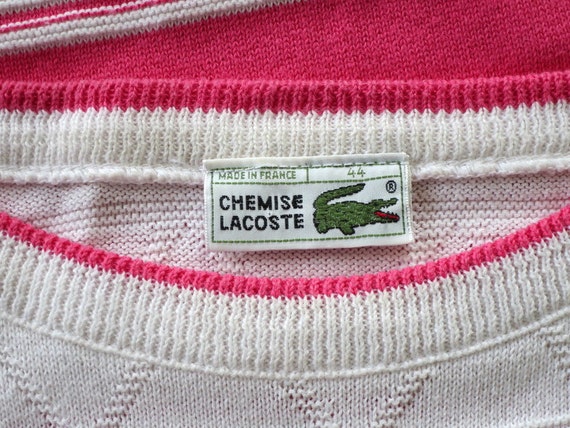 MADE IN FRANCE 44
CHEMISE ®
LACOSTE